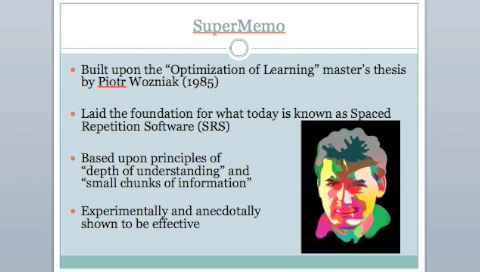 SuperMemo
Built upon the “Optimization of Learning” master’s thesis
by Piotr Wozniak (1985)
Laid the foundation for what today is known as Spaced
Repetition Software (SRS)
Based upon principles of
“depth of understanding” and
“small chunks of information”
Experimentally and anecdotally
shown to be effective